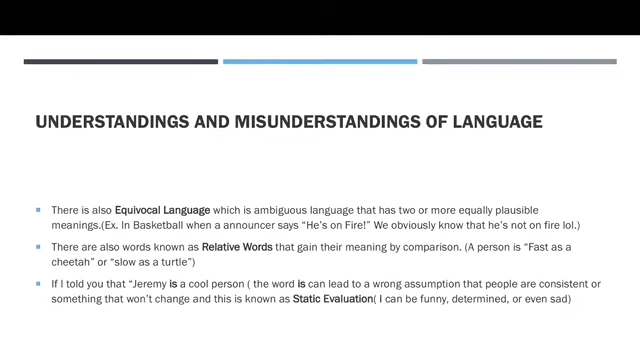 UNDERSTANDINGS AND MISUNDERSTANDINGS OF LANGUAGE
There is also Equivocal Language which is ambiguous language that has two or more equally plausible
meanings.(Ex. In Basketball when a announcer says “He’s on Fire!” We obviously know that he’s not on fire lol.)
There are also words known as Relative Words that gain their meaning by comparison. (A person is “Fast as a
cheetah” or “slow as a turtle”)
If I told you that “Jeremy is a cool person ( the word is can lead to a wrong assumption that people are consistent or
something that won’t change and this is known as Static Evaluation( I can be funny, determined, or even sad)